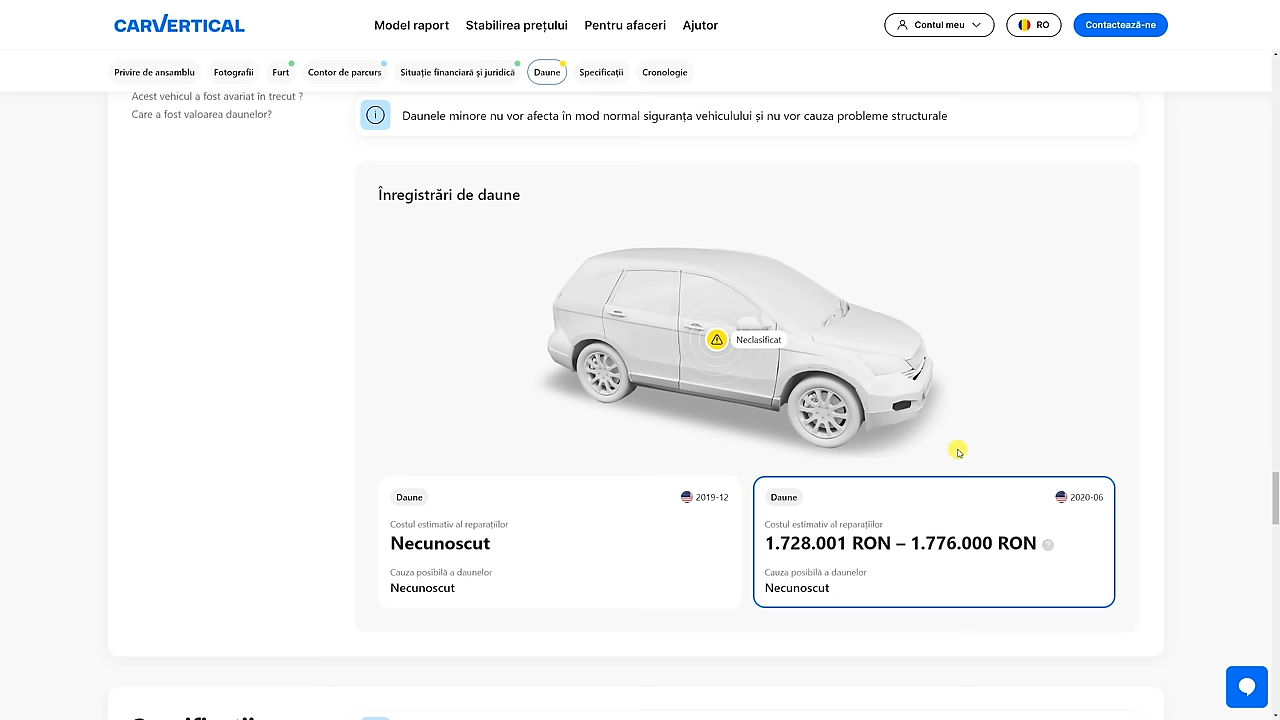 CARVERTICAL
Model raport
Stabilirea prețului
Pentru afaceri
Ajutor
Contul meu
RO
Contactează-ne
Privire de ansamblu
Fotografii
Furt
Contor de parcurs
Situație financiară și juridică
Daune
Specificații
Cronologie
Acest vehicul a fost avariat în trecut ?
Care a fost valoarea daunelor?
Daunele minore nu vor afecta în mod normal siguranța vehiculului și nu vor cauza probleme structurale
Înregistrări de daune
Neclasificat
Daune
2019-12
Costul estimativ al reparațiilor
Necunoscut
Cauza posibilă a daunelor
Necunoscut
Daune
2020-06
Costul estimativ al reparațiilor
1.728.001 RON – 1.776.000 RON ?
Cauza posibilă a daunelor
Necunoscut